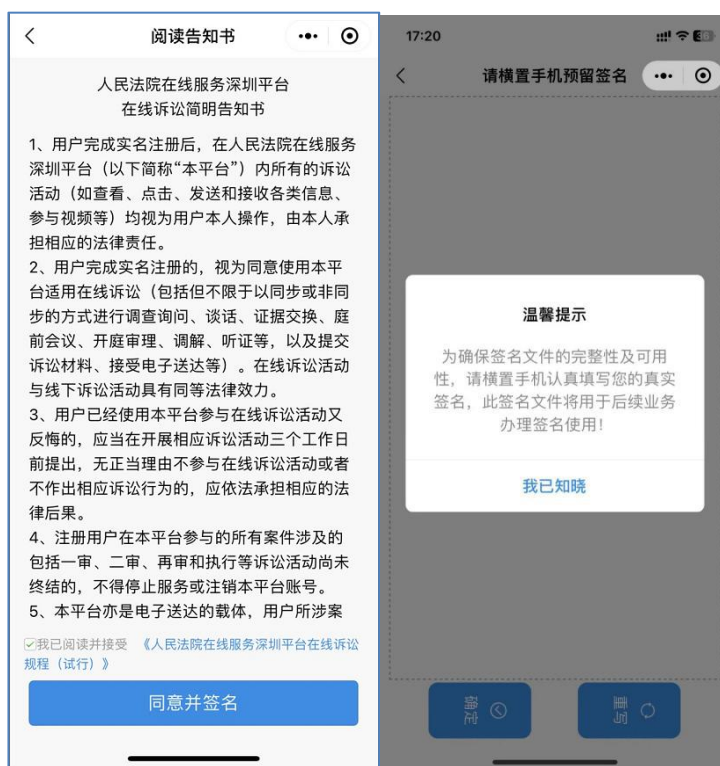 阅读告知书
人民法院在线服务深圳平台
在线诉讼简明告知书
1、用户完成实名注册后，在人民法院在线服务
深圳平台（以下简称“本平台”）内所有的诉讼
活动（如查看、点击、发送和接收各类信息、
参与视频等）均视为用户本人操作，由本人承
担相应的法律责任。
2、用户完成实名注册的，视为同意使用本平
台适用在线诉讼（包括但不限于以同步或非同
步的方式进行调查询问、谈话、证据交换、庭
前会议、开庭审理、调解、听证等，以及提交
诉讼材料、接受电子送达等）。在线诉讼活动
与线下诉讼活动具有同等法律效力。
3、用户已经使用本平台参与在线诉讼活动又
反悔的，应当在开展相应诉讼活动三个工作日
前提出，无正当理由不参与在线诉讼活动或者
不作出相应诉讼行为的，应依法承担相应的法
律后果。
4、注册用户在本平台参与的所有案件涉及的
包括一审、二审、再审和执行等诉讼活动尚未
终结的，不得停止服务或注销本平台账号。
5、本平台亦是电子送达的载体，用户所涉案
我已阅读并接受 《人民法院在线服务深圳平台在线诉讼
规程（试行）》
同意并签名
17:20
请横置手机预留签名
温馨提示
为确保签名文件的完整性及可用
性，请横置手机认真填写您的真实
签名，此签名文件将用于后续业务
办理签名使用！
我已知晓
确定
重写